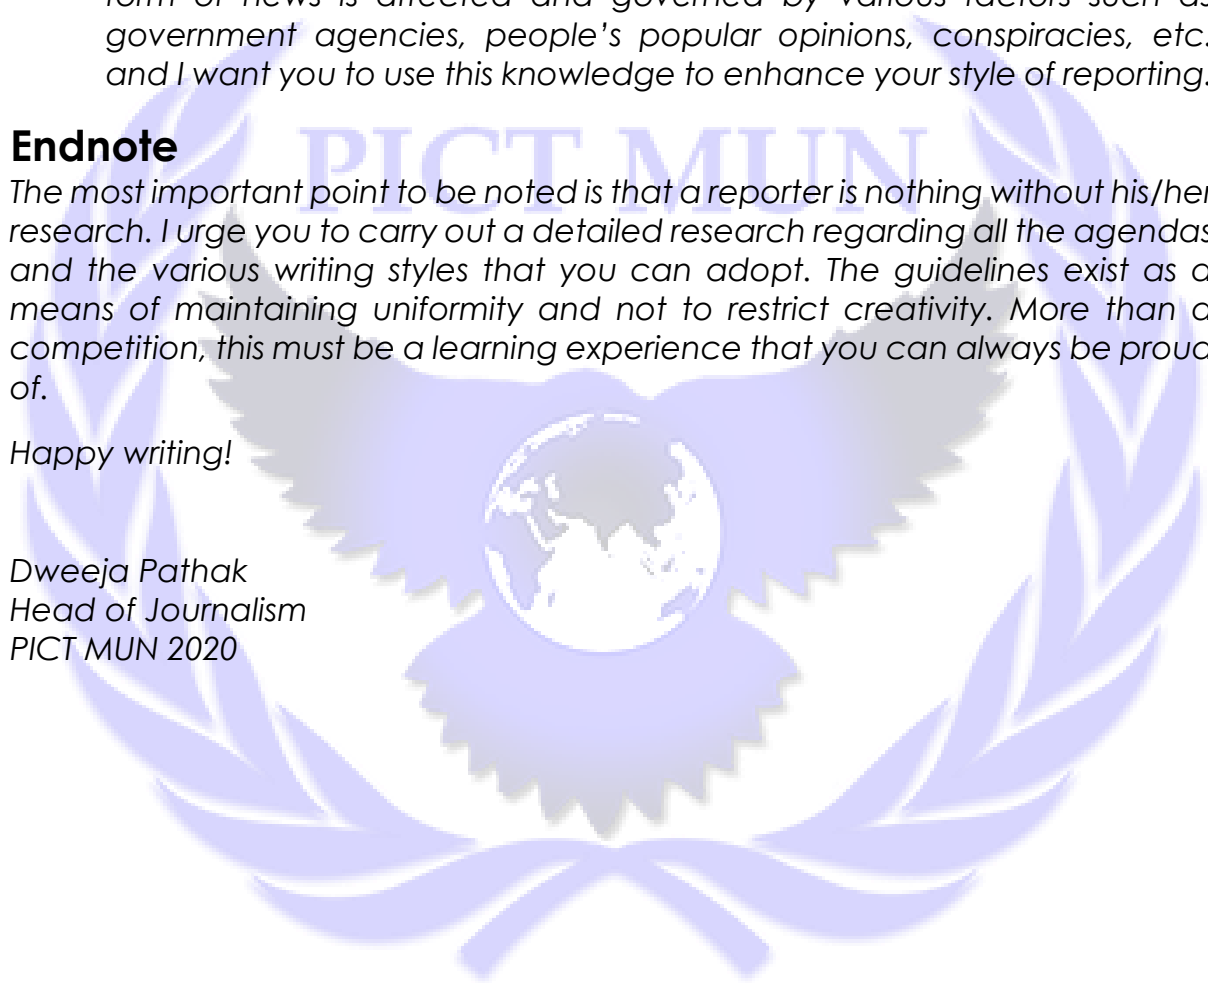 form of news is affected and governed by various factors such as
government agencies, people's popular opinions, conspiracies, etc.
and I want you to use this knowledge to enhance your style of reporting.
PICT MUN
Endnote
The most important point to be noted is that a reporter is nothing without his/her
research. I urge you to carry out a detailed research regarding all the agendas
and the various writing styles that you can adopt. The guidelines exist as a
means of maintaining uniformity and not to restrict creativity. More than a
competition, this must be a learning experience that you can always be proud
of.
Happy writing!
Dweeja Pathak
Head of Journalism
PICT MUN 2020